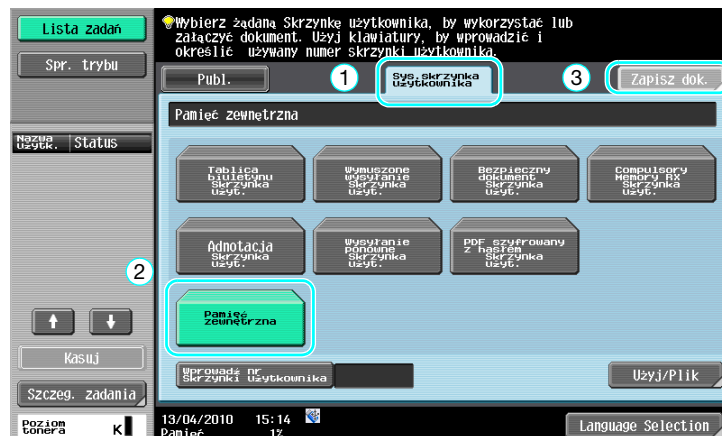 Lista zadań
Spr. trybu
Wybierz żądaną Skrzynkę użytkownika, by wykorzystać lub
załączyć dokument. Użyj klawiatury, by wprowadzić i
określić używany numer skrzynki użytkownika.
Publ.
1
Sys.skrzynka
użytkownika
3
Zapisz dok.
Pamięć zewnętrzna
Nazwa
użytk.
Status
Tablica
biuletynu
Skrzynka
użyt.
Wymuszone
wysyłanie
Skrzynka
użyt.
Bezpieczny
dokument
Skrzynka
użyt.
Compulsory
Memory RX
Skrzynka
użyt.
Adnotacja
Skrzynka
użyt.
Wysyłanie
ponowne
Skrzynka
użyt.
PDF szyfrowany
z hasłem
Skrzynka
użyt.
2
Pamięć
zewnętrzna
Kasuj
Szczeg. zadania
Wprowadź nr
Skrzynki użytkownika
Użyj/Plik
Poziom
tonera
K
13/04/2010 15:14
Pamięć 1%
Language Selection